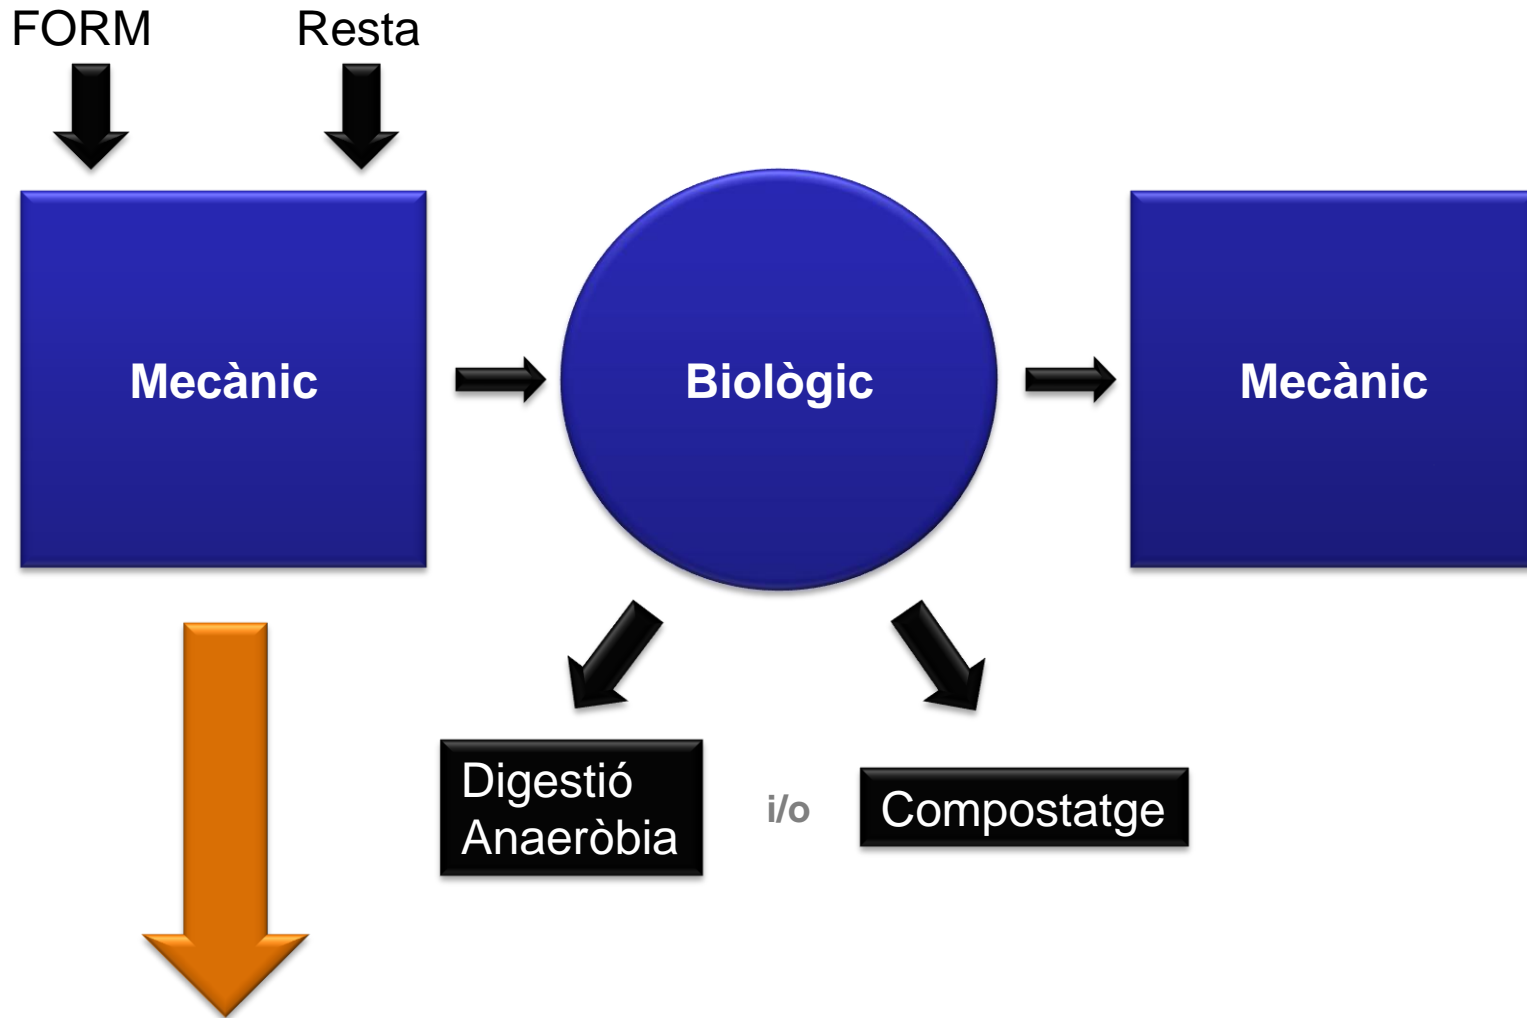 FORM
Resta
Mecànic
Biològic
Mecànic
Digestió
Anaeròbia
i/o
Compostatge